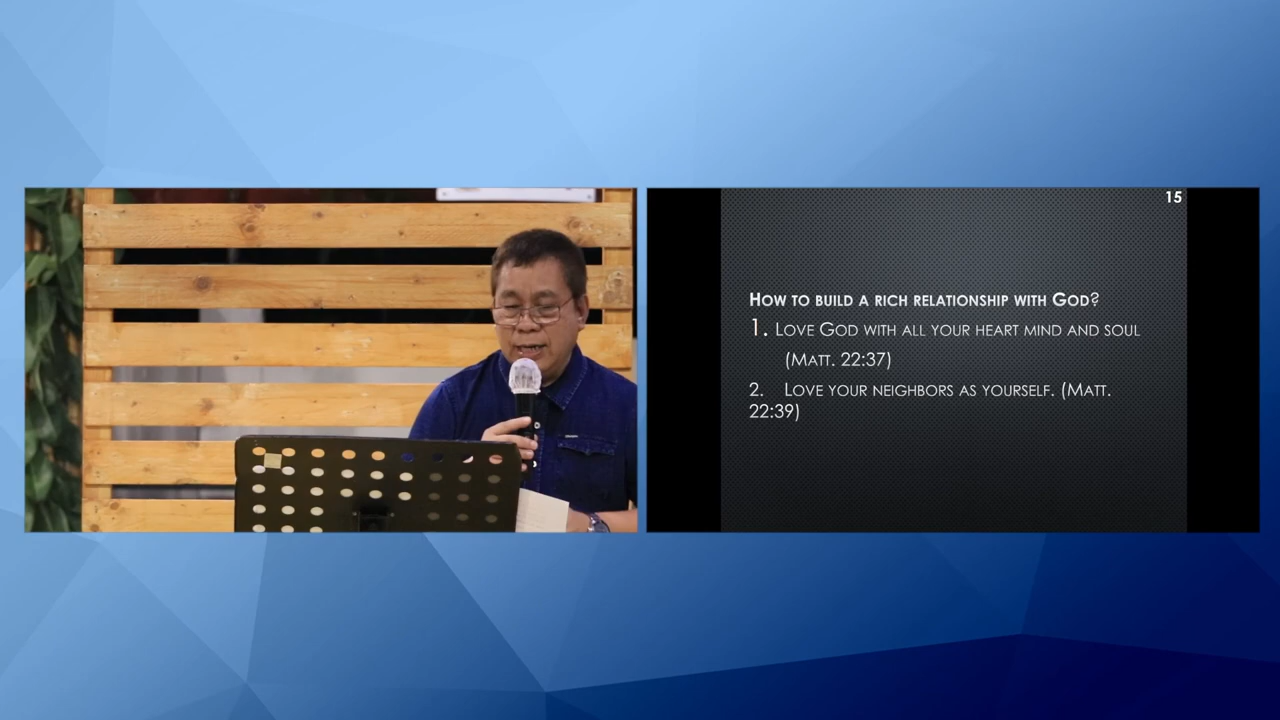 15
How to build a rich relationship with God?
1. Love God with all your heart mind and soul
(Matt. 22:37)
2. Love your neighbors as yourself. (Matt.
22:39)